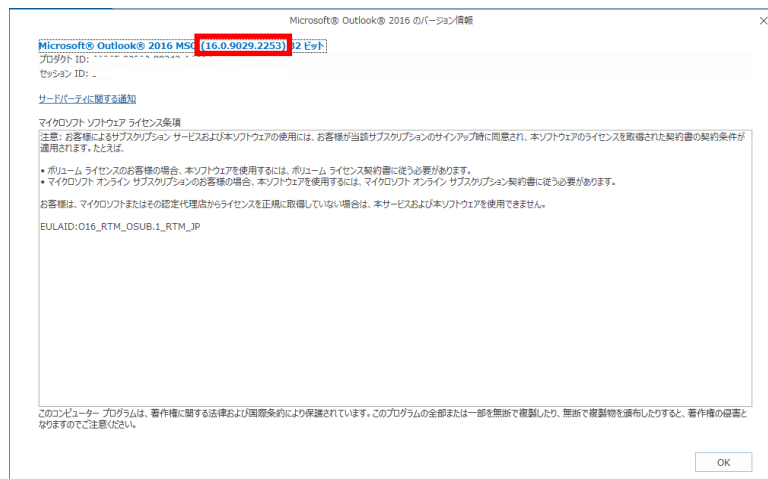 Microsoft® Outlook® 2016 のバージョン情報
Microsoft® Outlook® 2016 MSO (16.0.9029.2253) 32 ビット
プロダクト ID:
セッション ID:
サードパーティに関する通知
マイクロソフト ソフトウェア ライセンス条項
注意: お客様によるサブスクリプション サービスおよび本ソフトウェアの使用には、お客様が当該サブスクリプションのサインアップ時に同意され、本ソフトウェアのライセンスを取得された契約書の契約条件が
適用されます。たとえば、
• ボリューム ライセンスのお客様の場合、本ソフトウェアを使用するには、ボリューム ライセンス契約書に従う必要があります。
• マイクロソフト オンライン サブスクリプションのお客様の場合、本ソフトウェアを使用するには、マイクロソフト オンライン サブスクリプション契約書に従う必要があります。
お客様は、マイクロソフトまたはその認定代理店からライセンスを正規に取得していない場合は、本サービスおよび本ソフトウェアを使用できません。
EULAID:O16_RTM_OSUB.1_RTM_JP
このコンピューター プログラムは、著作権に関する法律および国際条約により保護されています。このプログラムの全部または一部を無断で複製したり、無断で複製物を頒布したりすると、著作権の侵害と
なりますのでご注意ください。
OK